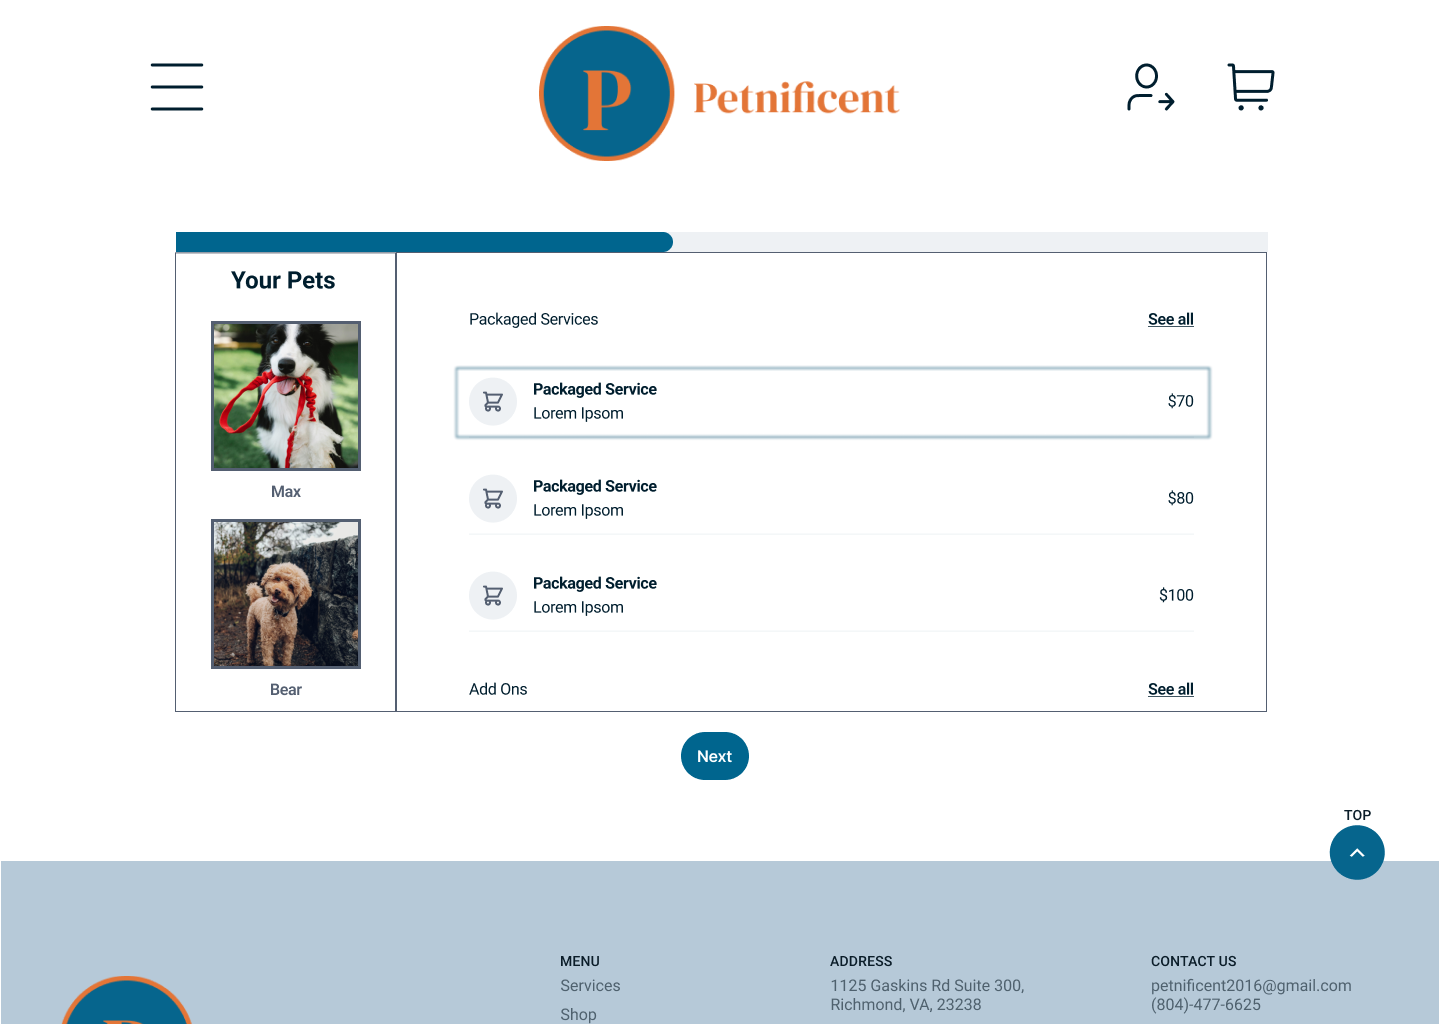 P
Petnificent
Your Pets
Max
Bear
Packaged Services
See all
Packaged Service
Lorem Ipsom
$70
Packaged Service
Lorem Ipsom
$80
Packaged Service
Lorem Ipsom
$100
Add Ons
See all
Next
TOP
MENU
Services
Shop
ADDRESS
1125 Gaskins Rd Suite 300,
Richmond, VA, 23238
CONTACT US
petnificent2016@gmail.com
(804)-477-6625